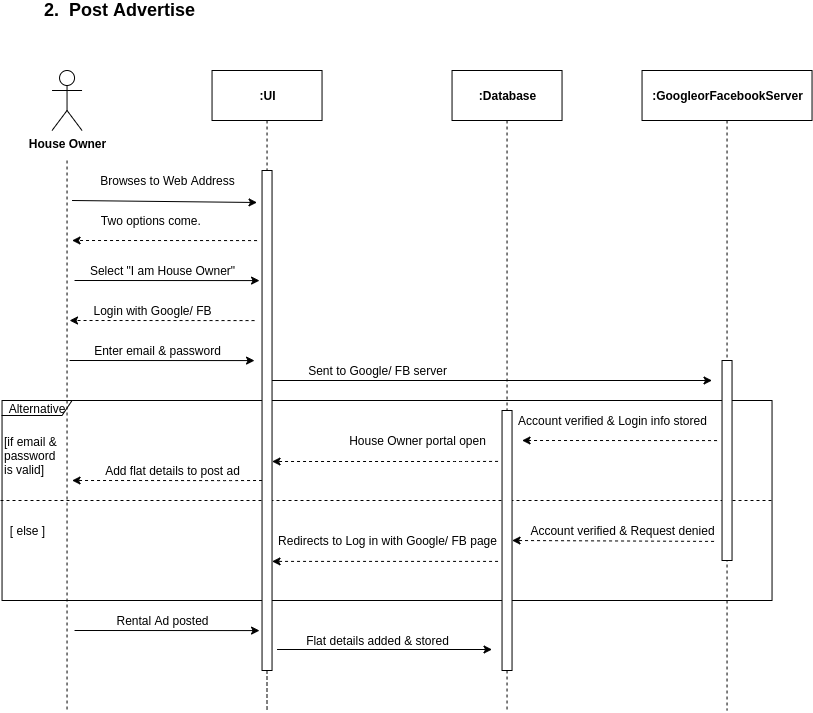 2. Post Advertise
:UI
:Database
:GoogleorFacebookServer
House Owner
Browses to Web Address
Two options come.
Select "I am House Owner"
Login with Google/ FB
Enter email & password
Sent to Google/ FB server
Alternative
Account verified & Login info stored
[if email &
password
is valid]
House Owner portal open
Add flat details to post ad
[ else ]
Account verified & Request denied
Redirects to Log in with Google/ FB page
Rental Ad posted
Flat details added & stored